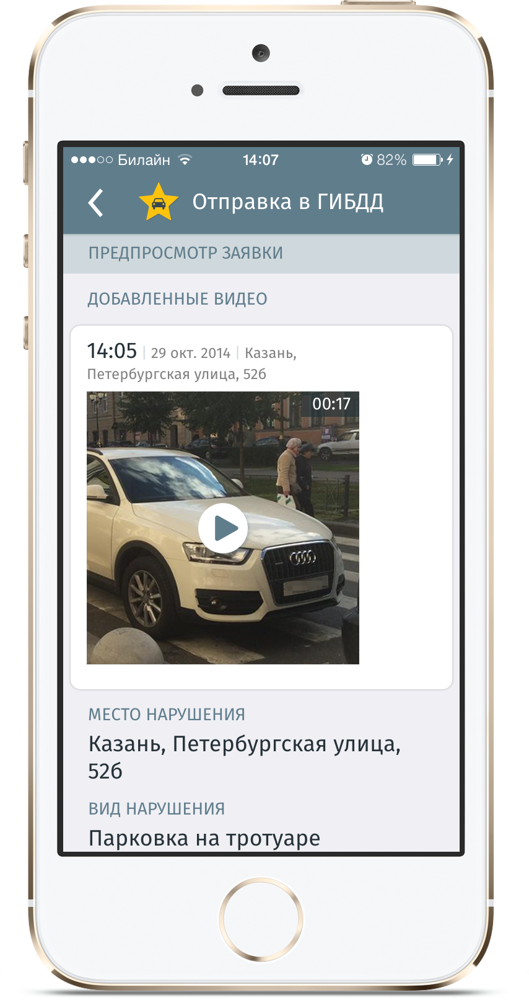 Билайн 14:07 82%
Отправка в ГИБДД
ПРЕДПРОСМОТР ЗАЯВКИ
ДОБАВЛЕННЫЕ ВИДЕО
14:05 | 29 окт. 2014 | Казань,
Петербургская улица, 52б
00:17
МЕСТО НАРУШЕНИЯ
Казань, Петербургская улица,
52б
ВИД НАРУШЕНИЯ
Парковка на тротуаре